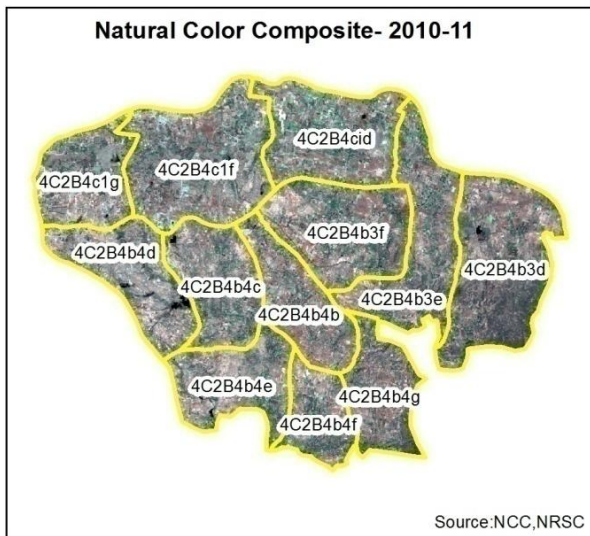 Natural Color Composite- 2010-11
4C2B4cid
4C2B4c1f
4C2B4c1g
4C2B4b3f
4C2B4b4d
4C2B4b3d
4C2B4b4c
4C2B4b3e
4C2B4b4b
4C2B4b4e
4C2B4b4g
4C2B4b4f
Source:NCC,NRSC